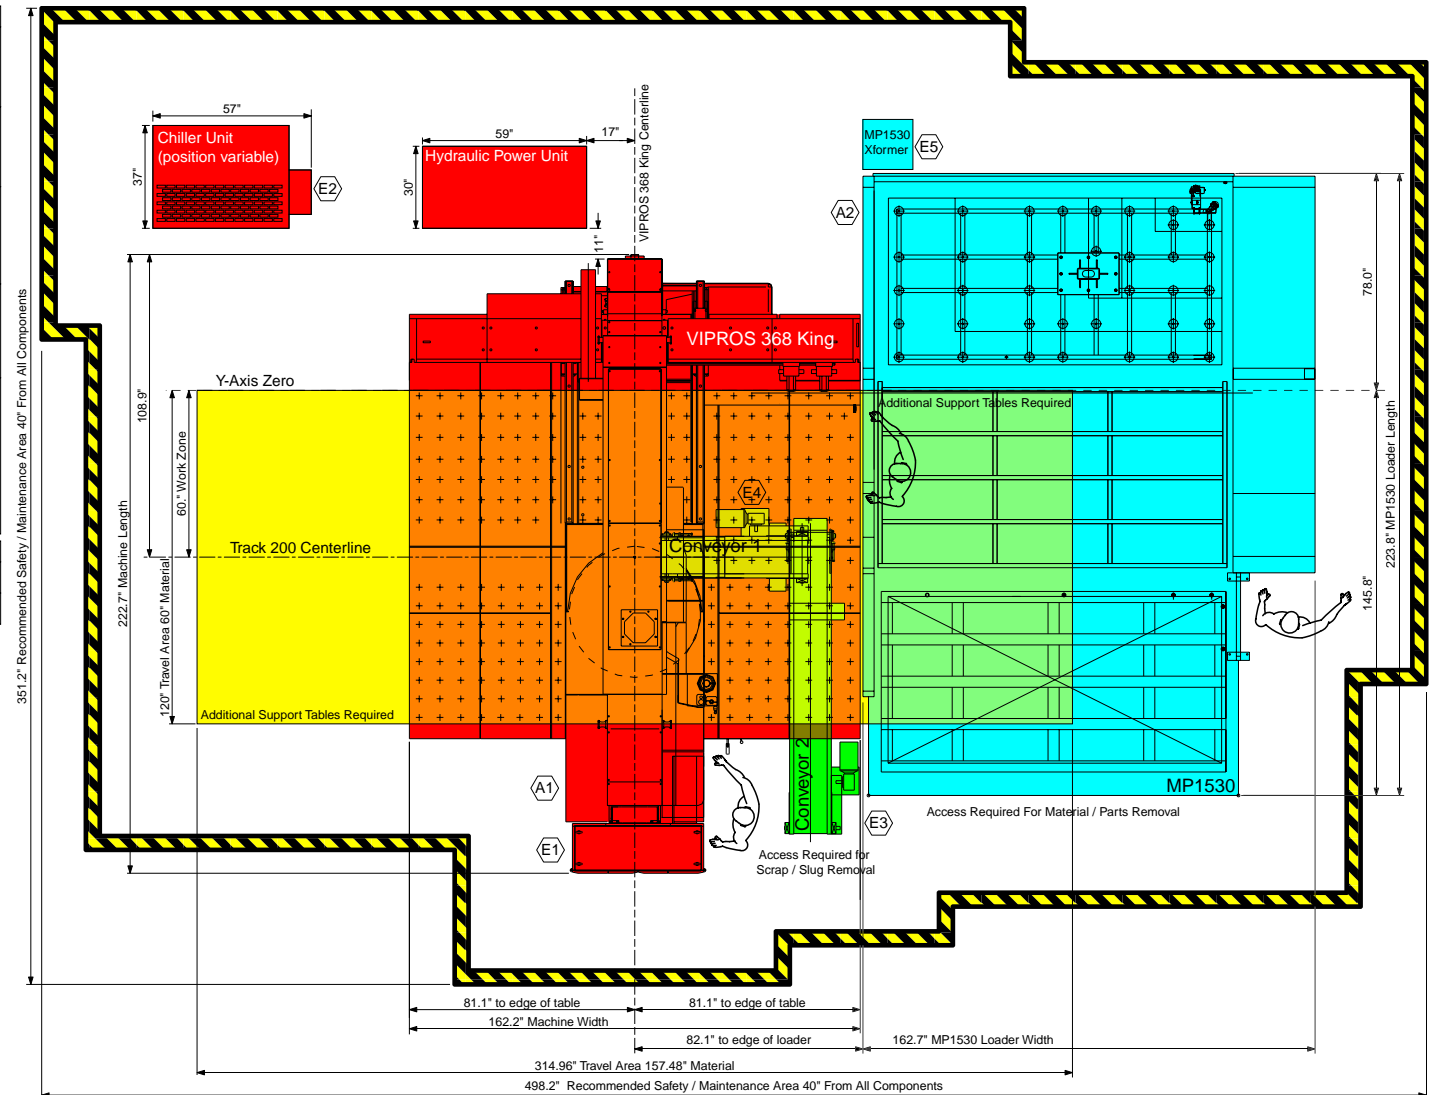 57"
Chiller Unit
(position variable)
37"
E2
59"
17"
Hydraulic Power Unit
30"
11"
VIPROS 368 King Centerline
MP1530
Xformer
E5
A2
78.0"
VIPROS 368 King
Y-Axis Zero
Additional Support Tables Required
108.9"
60." Work Zone
E4
Conveyor 1
Track 200 Centerline
351.2" Recommended Safety / Maintenance Area 40" From All Components
222.7" Machine Length
120" Travel Area 60" Material
223.8" MP1530 Loader Length
145.8"
Additional Support Tables Required
Conveyor 2
MP1530
A1
Access Required For Material / Parts Removal
E3
E1
Access Required for
Scrap / Slug Removal
81.1" to edge of table
81.1" to edge of table
162.2" Machine Width
82.1" to edge of loader
162.7" MP1530 Loader Width
314.96" Travel Area 157.48" Material
498.2" Recommended Safety / Maintenance Area 40" From All Components